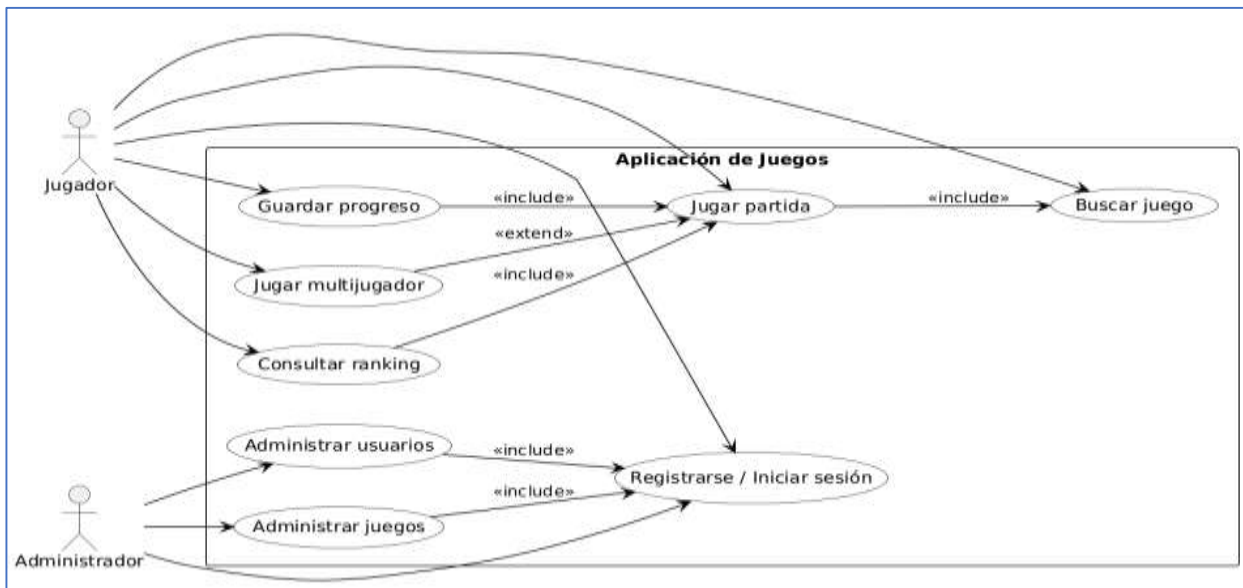 Aplicación de Juegos
Jugador
Guardar progreso
«include»
Jugar partida
«include»
Buscar juego
«extend»
Jugar multijugador
«include»
Consultar ranking
Administrar usuarios
«include»
Registrarse / Iniciar sesión
«include»
Administrar juegos
Administrador